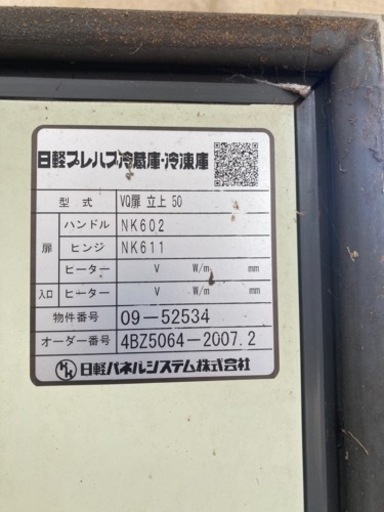 日軽プレハブ冷蔵庫・冷凍庫
型式 VQ扉 立上 50
扉 ハンドル NK602
ヒンジ NK611
ヒーター V W/m mm
入口 ヒーター V W/m mm
物件番号 09-52534
オーダー番号 4BZ5064-2007.2
NK 日軽パネルシステム株式会社